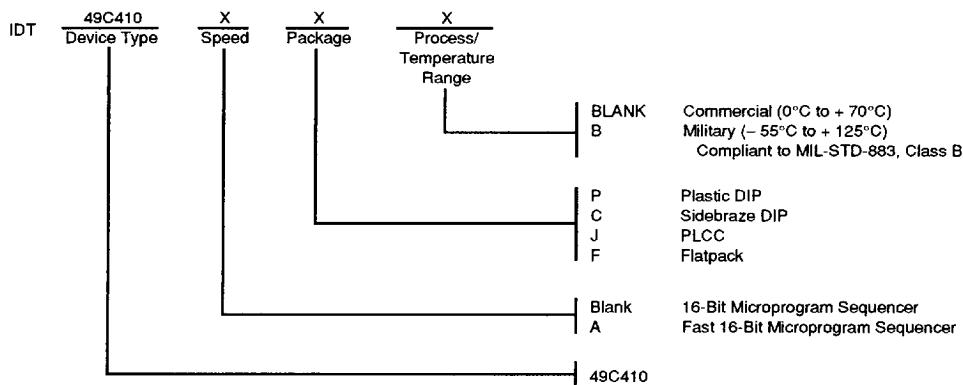 IDT 49C410 X X X
Device Type Speed Package Process/
Temperature
Range
BLANK Commercial (0°C to + 70°C)
B Military (– 55°C to + 125°C)
Compliant to MIL-STD-883, Class B
P Plastic DIP
C Sidebraze DIP
J PLCC
F Flatpack
Blank 16-Bit Microprogram Sequencer
A Fast 16-Bit Microprogram Sequencer
49C410